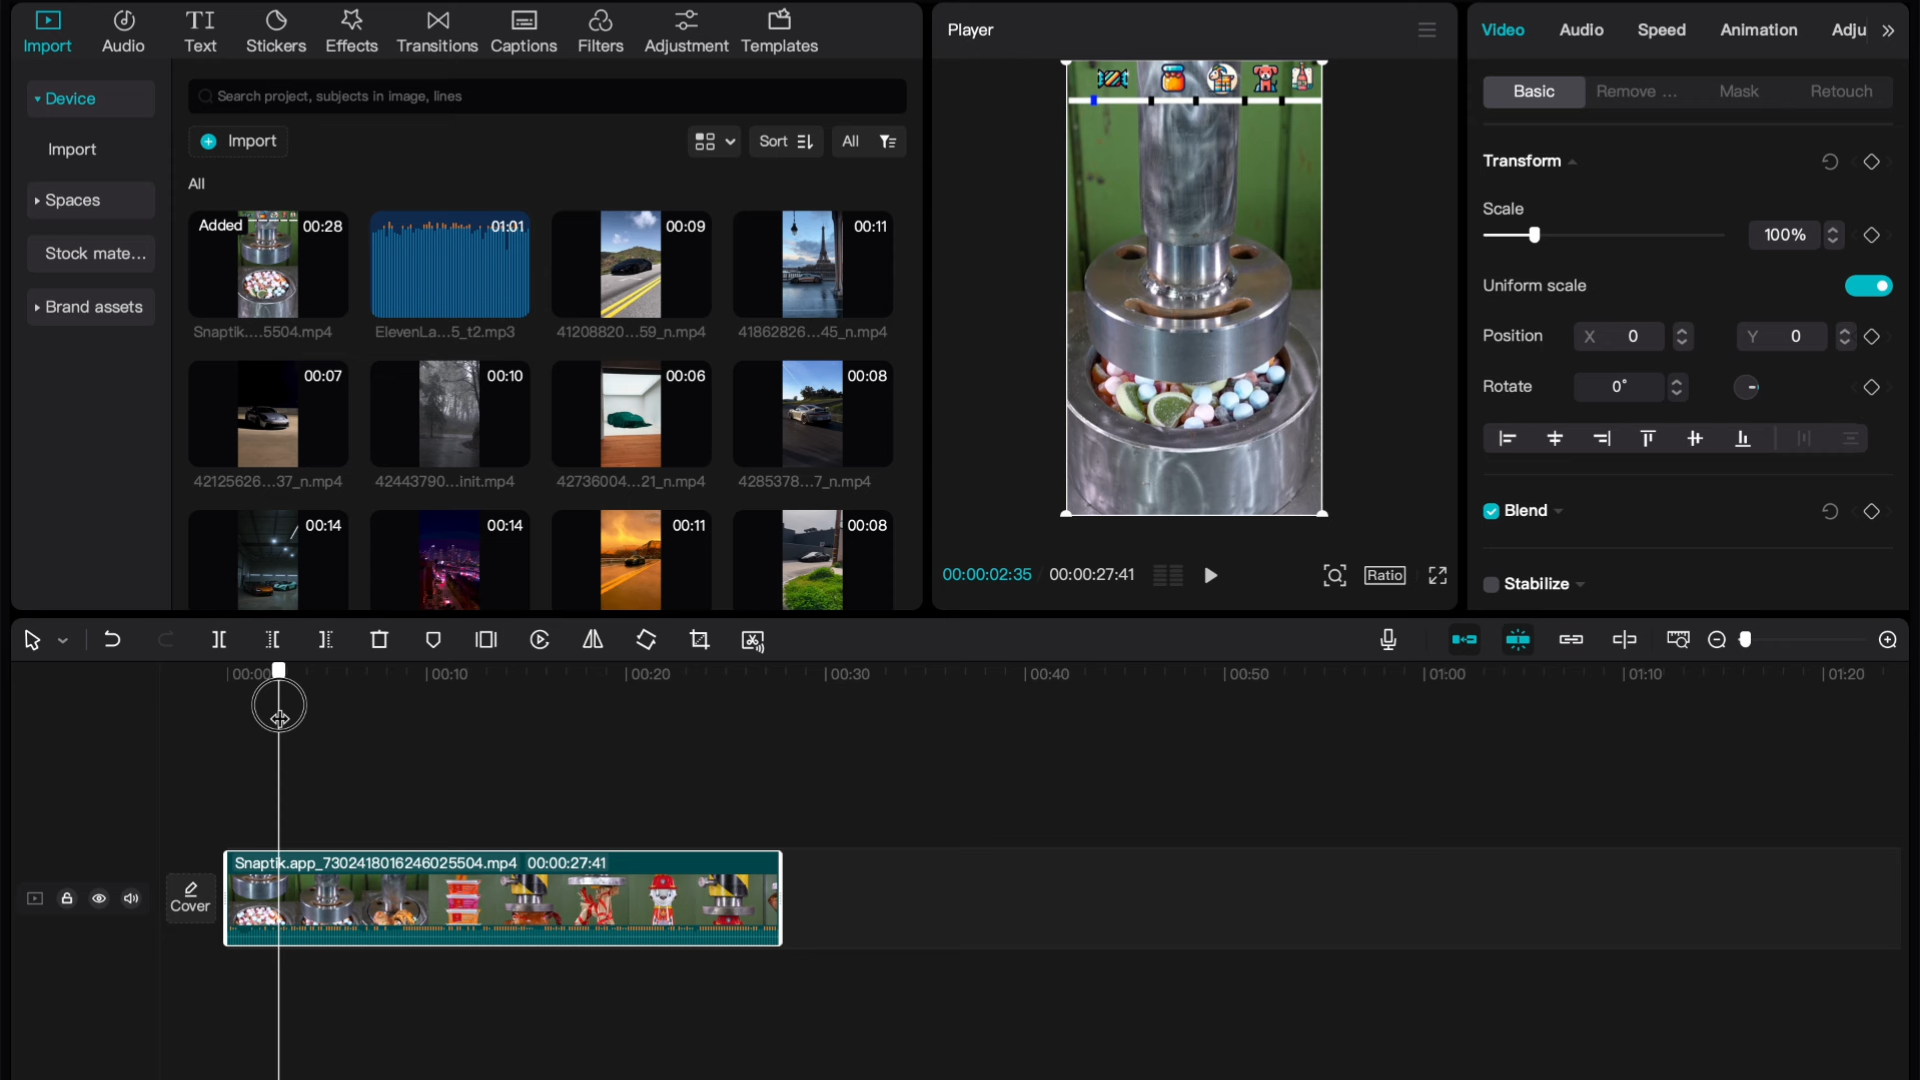 Import
Audio
Text
Stickers
Effects
Transitions
Captions
Filters
Adjustment
Templates
Device
Import
Spaces
Stock mate...
Brand assets
Search project, subjects in image, lines
Import
Sort
All
All
Added
00:28
01:01
00:09
00:11
Snaptik....5504.mp4
ElevenLa...5_t2.mp3
41208820...59_n.mp4
41862826...45_n.mp4
00:07
00:10
00:06
00:08
42125626...37_n.mp4
42443790...init.mp4
42736004...21_n.mp4
4285378...7_n.mp4
00:14
00:14
00:11
00:08
Player
00:00:02:35
00:00:27:41
Ratio
Video
Audio
Speed
Animation
Adju
Basic
Remove ...
Mask
Retouch
Transform
Scale
100%
Uniform scale
Position
X 0
Y 0
Rotate
0°
Blend
Stabilize
00:00
00:10
00:20
00:30
00:40
00:50
01:00
01:10
01:20
Cover
Snaptik.app_7302418016246025504.mp4 00:00:27:41